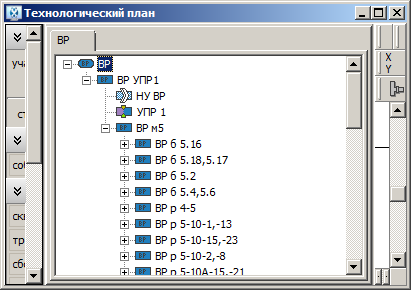 Технологический план
ВР
уча
ст
соб
скв
тр
сбо
ВР
ВР УПР1
НУ ВР
УПР 1
ВР м5
ВР б 5.16
ВР б 5.18,5.17
ВР б 5.2
ВР б 5.4,5.6
ВР р 4-5
ВР р 5-10-1,-13
ВР р 5-10-15,-23
ВР р 5-10-2,-8
ВР р 5-10А-15,-21
X
Y